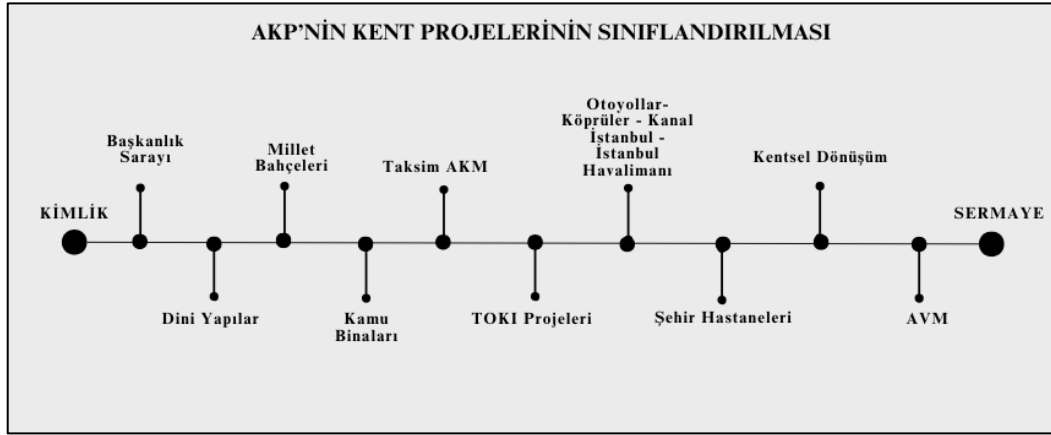 AKP'NİN KENT PROJELERİNİN SINIFLANDIRILMASI
KİMLİK
Başkanlık
Sarayı
Dini Yapılar
Millet
Bahçeleri
Kamu
Binaları
Taksim AKM
TOKI Projeleri
Otoyollar-
Köprüler - Kanal
İstanbul -
İstanbul
Havalimanı
Şehir Hastaneleri
Kentsel Dönüşüm
AVM
SERMAYE